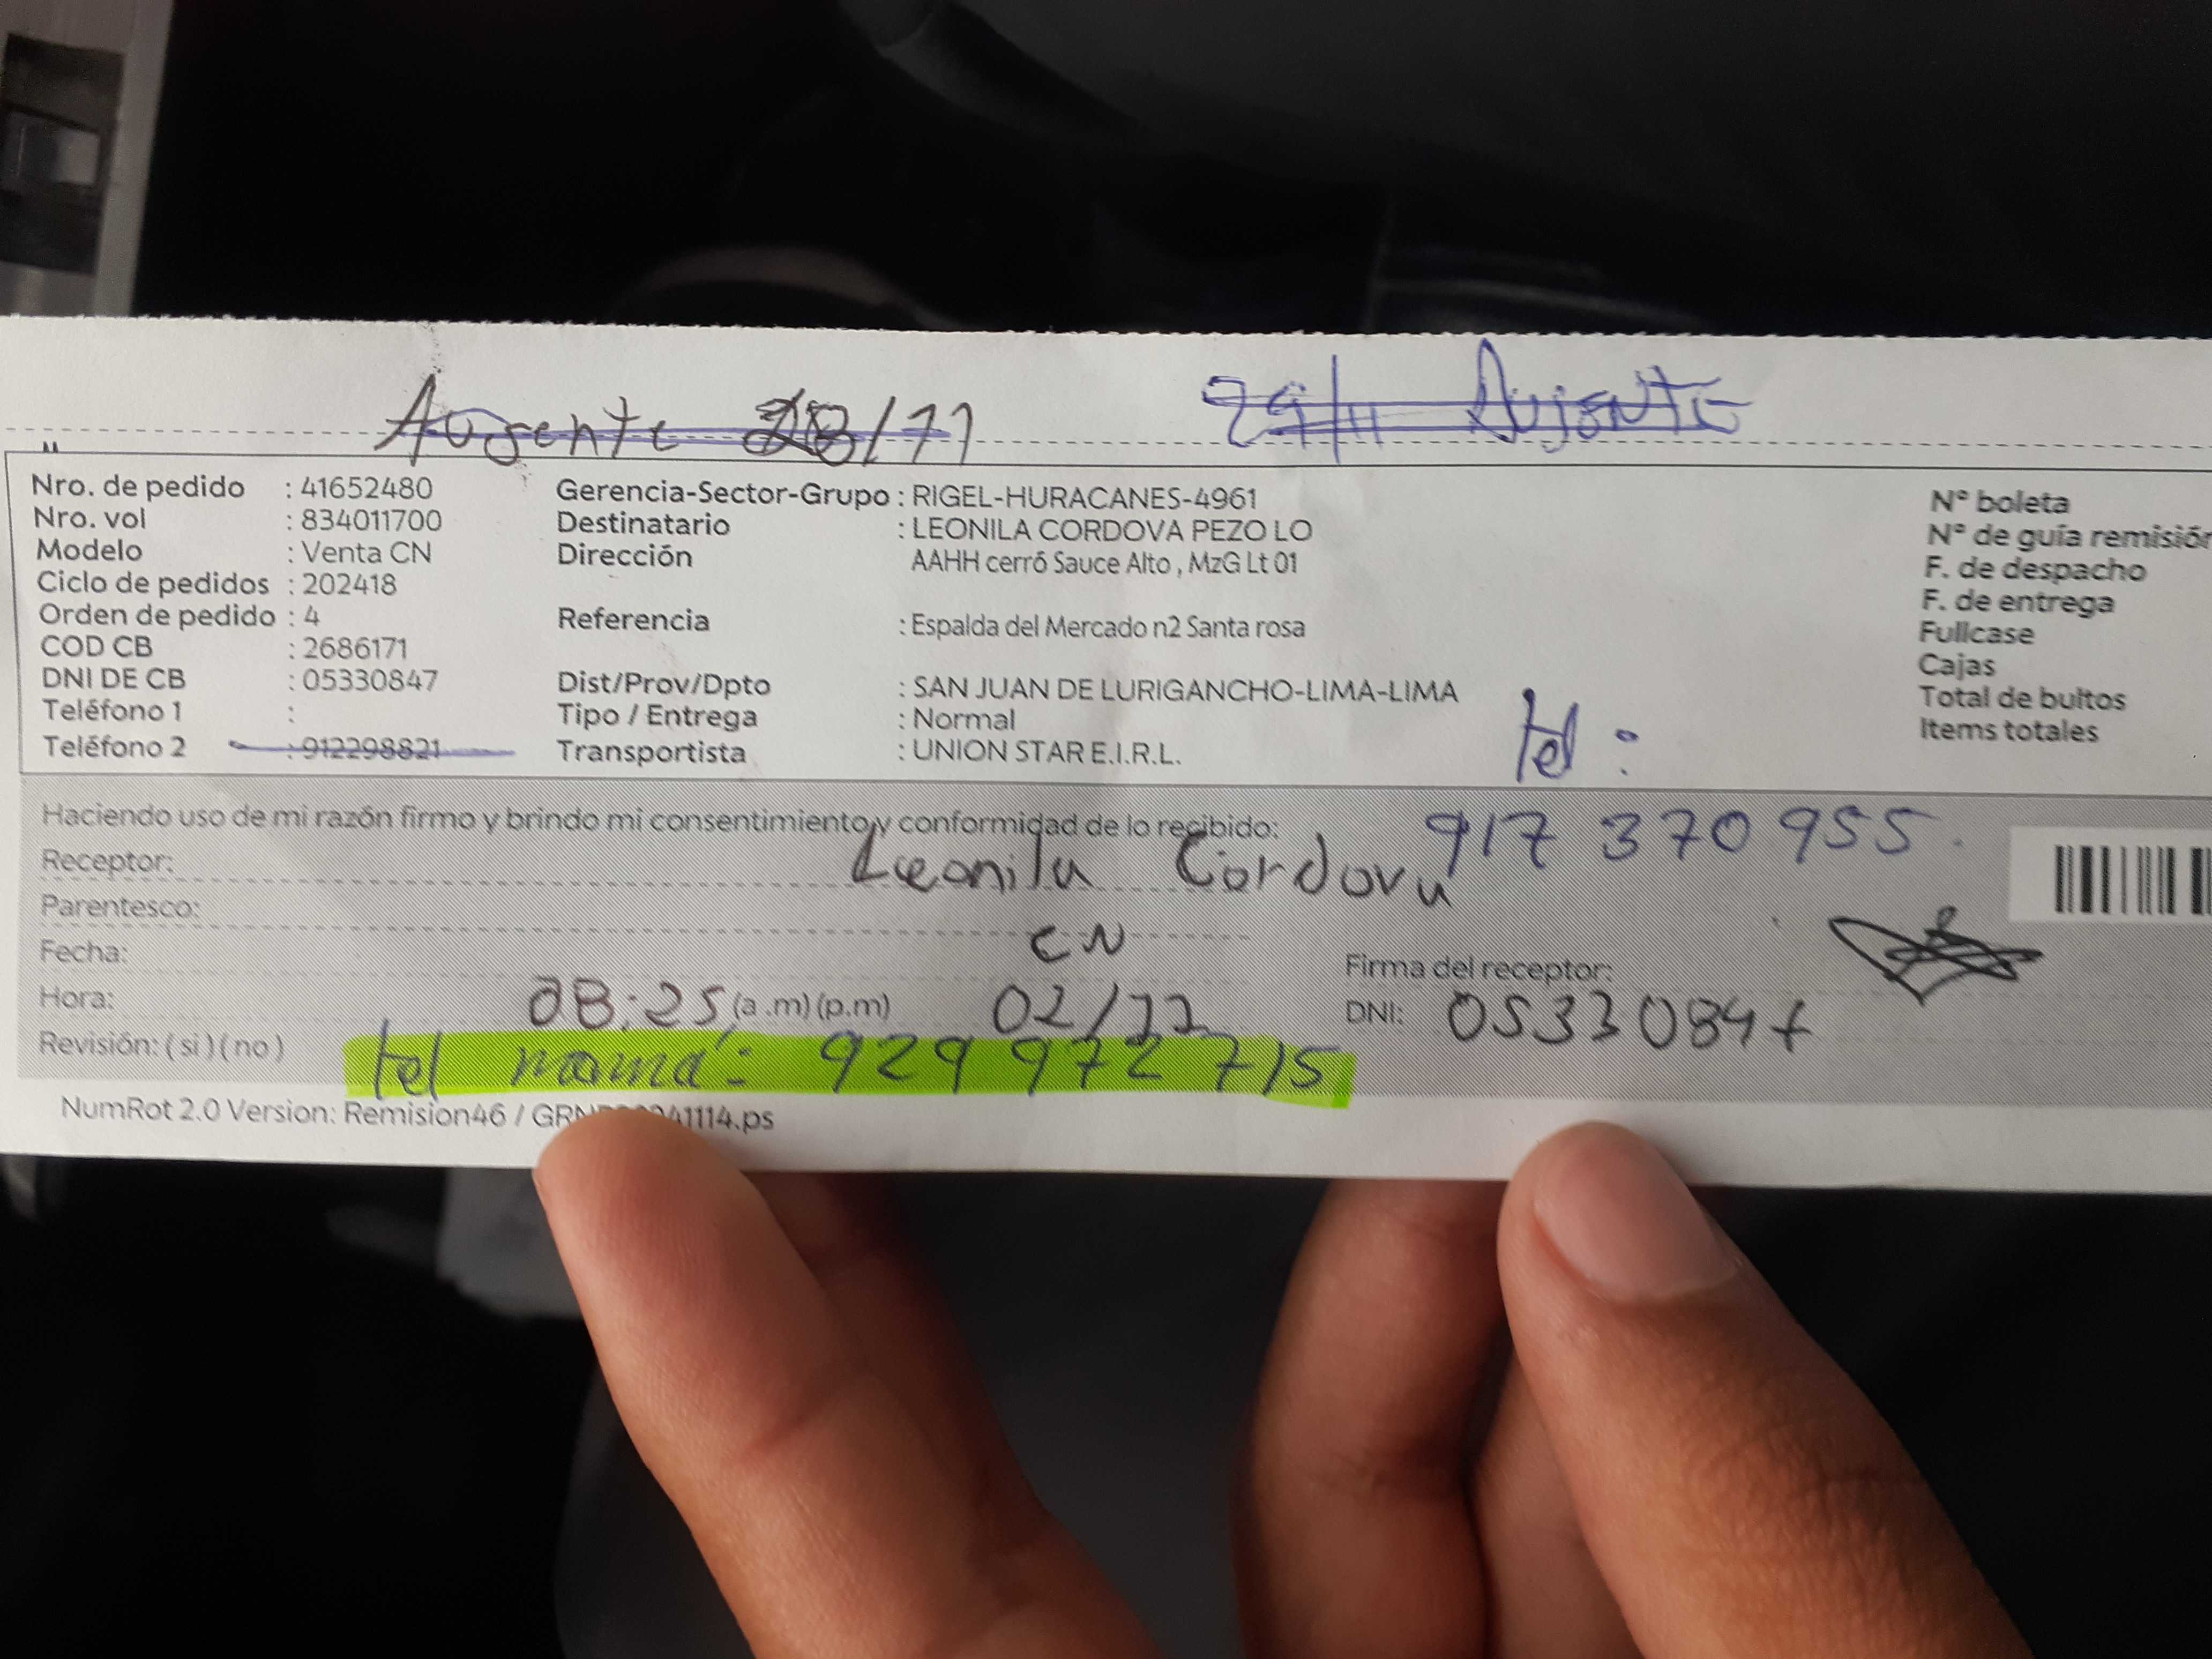 Ausente 28/11
29/11 Ausente
Nro. de pedido : 41652480
Nro. vol : 834011700
Modelo : Venta CN
Ciclo de pedidos : 202418
Orden de pedido : 4
COD CB : 2686171
DNI DE CB : 05330847
Teléfono 1 :
Teléfono 2 : 912298821
Gerencia-Sector-Grupo : RIGEL-HURACANES-4961
Destinatario : LEONILA CORDOVA PEZO LO
Dirección AAHH cerró Sauce Alto , MzG Lt 01
Referencia : Espalda del Mercado n2 Santa rosa
Dist/Prov/Dpto : SAN JUAN DE LURIGANCHO-LIMA-LIMA
Tipo / Entrega : Normal
Transportista : UNION STAR E.I.R.L.
tel :
917 370 955
N° boleta
N° de guía remisión
F. de despacho
F. de entrega
Fullcase
Cajas
Total de bultos
Items totales
Haciendo uso de mi razón firmo y brindo mi consentimiento y conformidad de lo recibido:
Receptor: Leonila Cordova
Parentesco: CN
Fecha: 02/12
Hora: 08:25 (a .m) (p.m)
Revisión: ( si ) ( no )
tel mamá: 929 972 715
Firma del receptor:
DNI: 05330847
NumRot 2.0 Version: Remision46 / 41114.ps